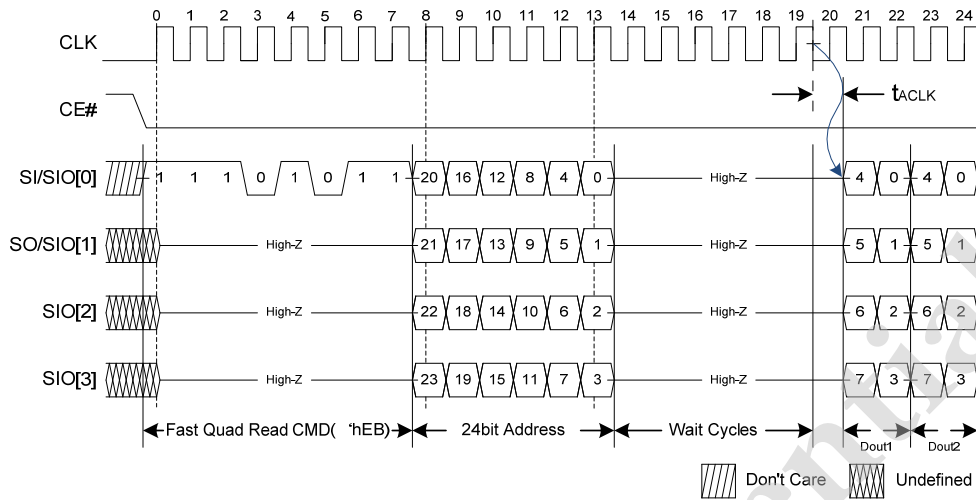 0 1 2 3 4 5 6 7 8 9 10 11 12 13 14 15 16 17 18 19 20 21 22 23 24
CLK
tACLK
CE#
SI/SIO[0] 1 1 1 0 1 0 1 1 20 16 12 8 4 0 High-Z 4 0 4 0
SO/SIO[1] High-Z 21 17 13 9 5 1 High-Z 5 1 5 1
SIO[2] High-Z 22 18 14 10 6 2 High-Z 6 2 6 2
SIO[3] High-Z 23 19 15 11 7 3 High-Z 7 3 7 3
Fast Quad Read CMD( 'hEB) 24bit Address Wait Cycles Dout1 Dout2
Don't Care Undefined